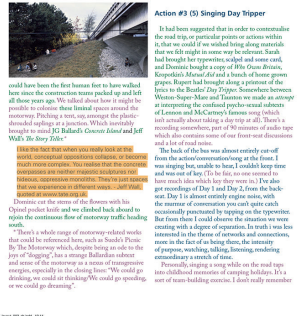 could have been the first human feet to have walked
here since the construction teams packed up and left
all those years ago. We talked about how it might be
possible to colonise these liminal spaces around the
motorway. Pitching a tent, say, amongst the plastic-
shrouded saplings at a junction. Which inevitably
brought to mind JG Ballard's Concrete Island and Jeff
Wall's The Story Teller.*
I like the fact that when you really look at the
world, conceptual oppositions collapse, or become
much more complex. You realise that the concrete
overpasses are neither majestic sculptures nor
hideous, oppressive monoliths. They're just spaces
that we experience in different ways. - Jeff Wall,
quoted at www.tate.org.uk
Dominic cut the stems of the flowers with his
Opinel pocket knife and we climbed back aboard to
rejoin the continuous flow of motorway traffic heading
south.
"There's a whole range of motorway-related works
that could be referenced here, such as Suede's Picnic
By The Motorway which, despite being an ode to the
joys of "dogging", has a strange Ballardian subtext
and sense of the motorway as a nexus of transgressive
energies, especially in the closing lines: "We could go
drinking, we could sit thinking/We could go spending,
or we could go dreaming".
Action #3 (5) Singing Day Tripper
It had been suggested that in order to contextualise
the road trip, or particular points or actions within
it, that we could if we wished bring along materials
that we felt might in some way be relevant. Sarah
had brought her typewriter, scalpel and some card,
and Dominic bought a copy of Who Owns Britain,
Kropotkin's Mutual Aid and a bunch of home grown
grapes. Rupert had brought along a printout of the
lyrics to the Beatles' Day Tripper. Somewhere between
Weston-Super-Mare and Taunton we made an attempt
at interpreting the confused psycho-sexual subtexts
of Lennon and McCartney's famous song (which
isn't actually about taking a day trip at all). There's a
recording somewhere, part of 90 minutes of audio tape
which also contains some of our front-seat discussions
and a lot of road noise.
The back of the bus was almost entirely cut-off
from the action/conversation/song at the front. I
was singing but, unable to hear, I couldn't keep time
and was out of key. (To be fair, no one seemed to
have much idea which key they were in.) I've also
got recordings of Day 1 and Day 2, from the back-
seat. Day 1 is almost entirely engine noise, with
the murmur of conversation you can't quite catch
occasionally punctuated by tapping on the typewriter.
But from there I could observe the situation we were
creating with a degree of separation. In truth I was less
interested in the theme of networks and connections,
more in the fact of us being there, the intensity
of purpose, watching, talking, listening, rendering
extraordinary a stretch of time.
Personally, singing a song while on the road taps
into childhood memories of camping holidays. It's a
sort of team-building exercise. I don't really remember